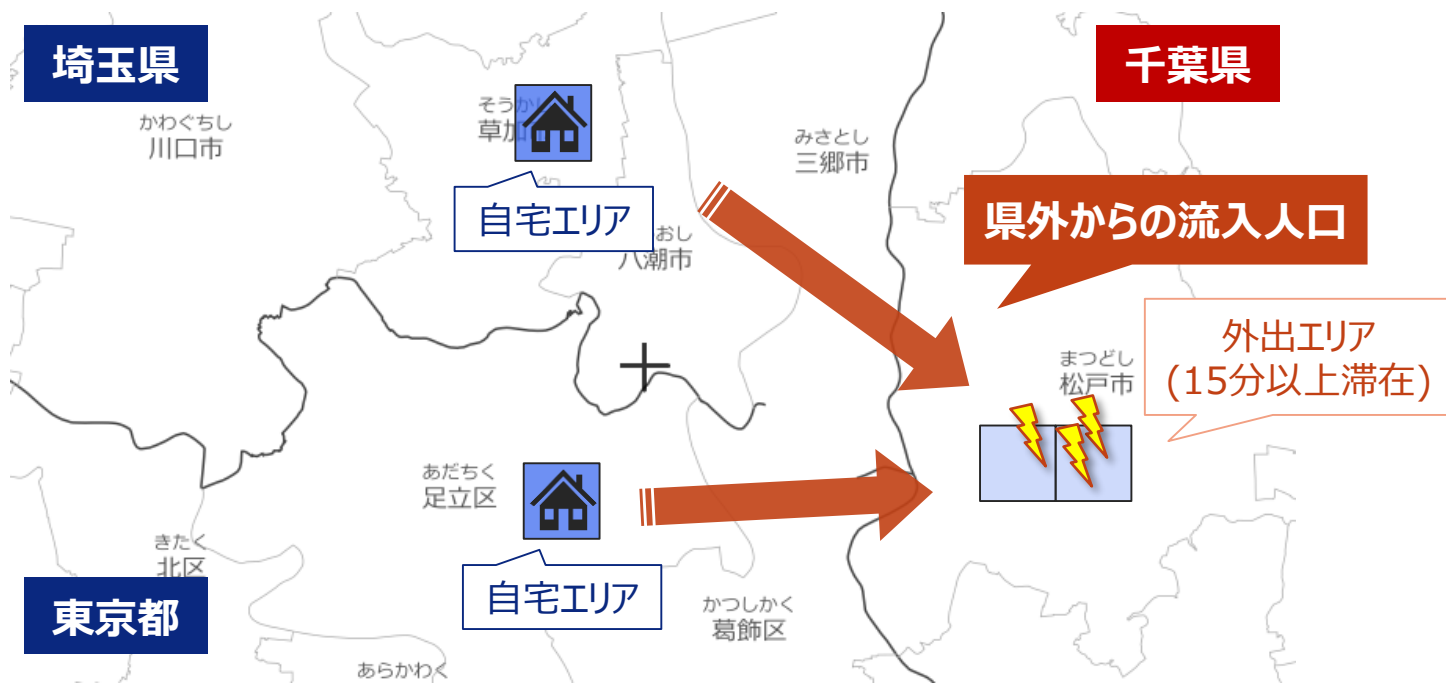 埼玉県
千葉県
かわぐちし
川口市
そうか
草加
みさとし
三郷市
自宅エリア
おし
八潮市
県外からの流入人口
外出エリア
(15分以上滞在)
まつどし
松戸市
あだちく
足立区
きたく
北区
自宅エリア
かつしかく
葛飾区
東京都
あらかわく